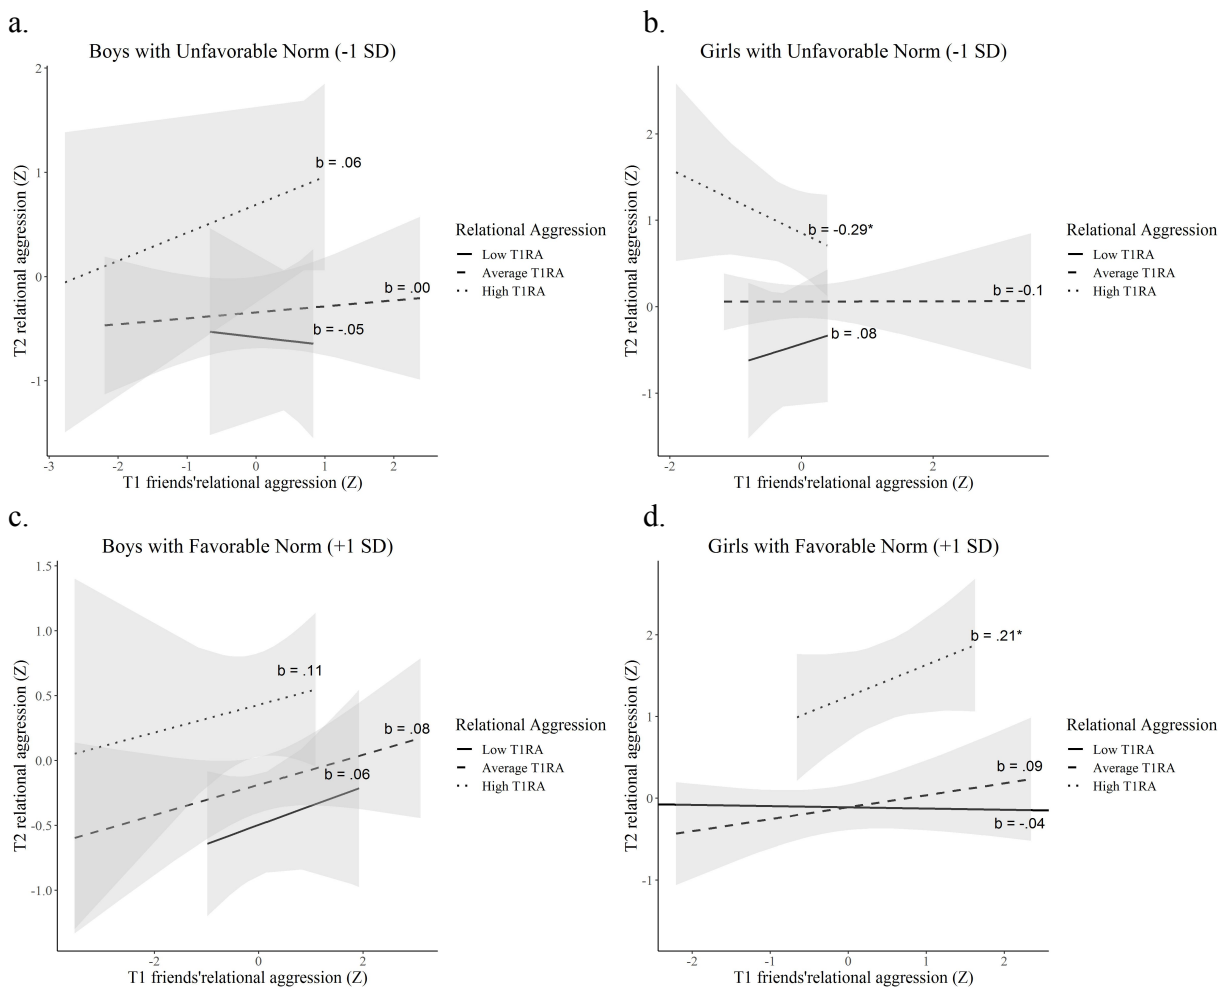 a.
Boys with Unfavorable Norm (-1 SD)
2
1
0
-1
-3
-2
-1
0
1
2
T2 relational aggression (Z)
T1 friends'relational aggression (Z)
b = .06
b = .00
b = -.05
Relational Aggression
Low T1RA
Average T1RA
High T1RA
b.
Girls with Unfavorable Norm (-1 SD)
2
1
0
-1
-2
0
2
T2 relational aggression (Z)
T1 friends'relational aggression (Z)
b = -0.29*
b = -0.1
b = .08
Relational Aggression
Low T1RA
Average T1RA
High T1RA
c.
Boys with Favorable Norm (+1 SD)
1.5
1.0
0.5
0.0
-0.5
-1.0
-2
0
2
T2 relational aggression (Z)
T1 friends'relational aggression (Z)
b = .11
b = .08
b = .06
Relational Aggression
Low T1RA
Average T1RA
High T1RA
d.
Girls with Favorable Norm (+1 SD)
2
1
0
-1
-2
-1
0
1
2
T2 relational aggression (Z)
T1 friends'relational aggression (Z)
b = .21*
b = .09
b = -.04
Relational Aggression
Low T1RA
Average T1RA
High T1RA